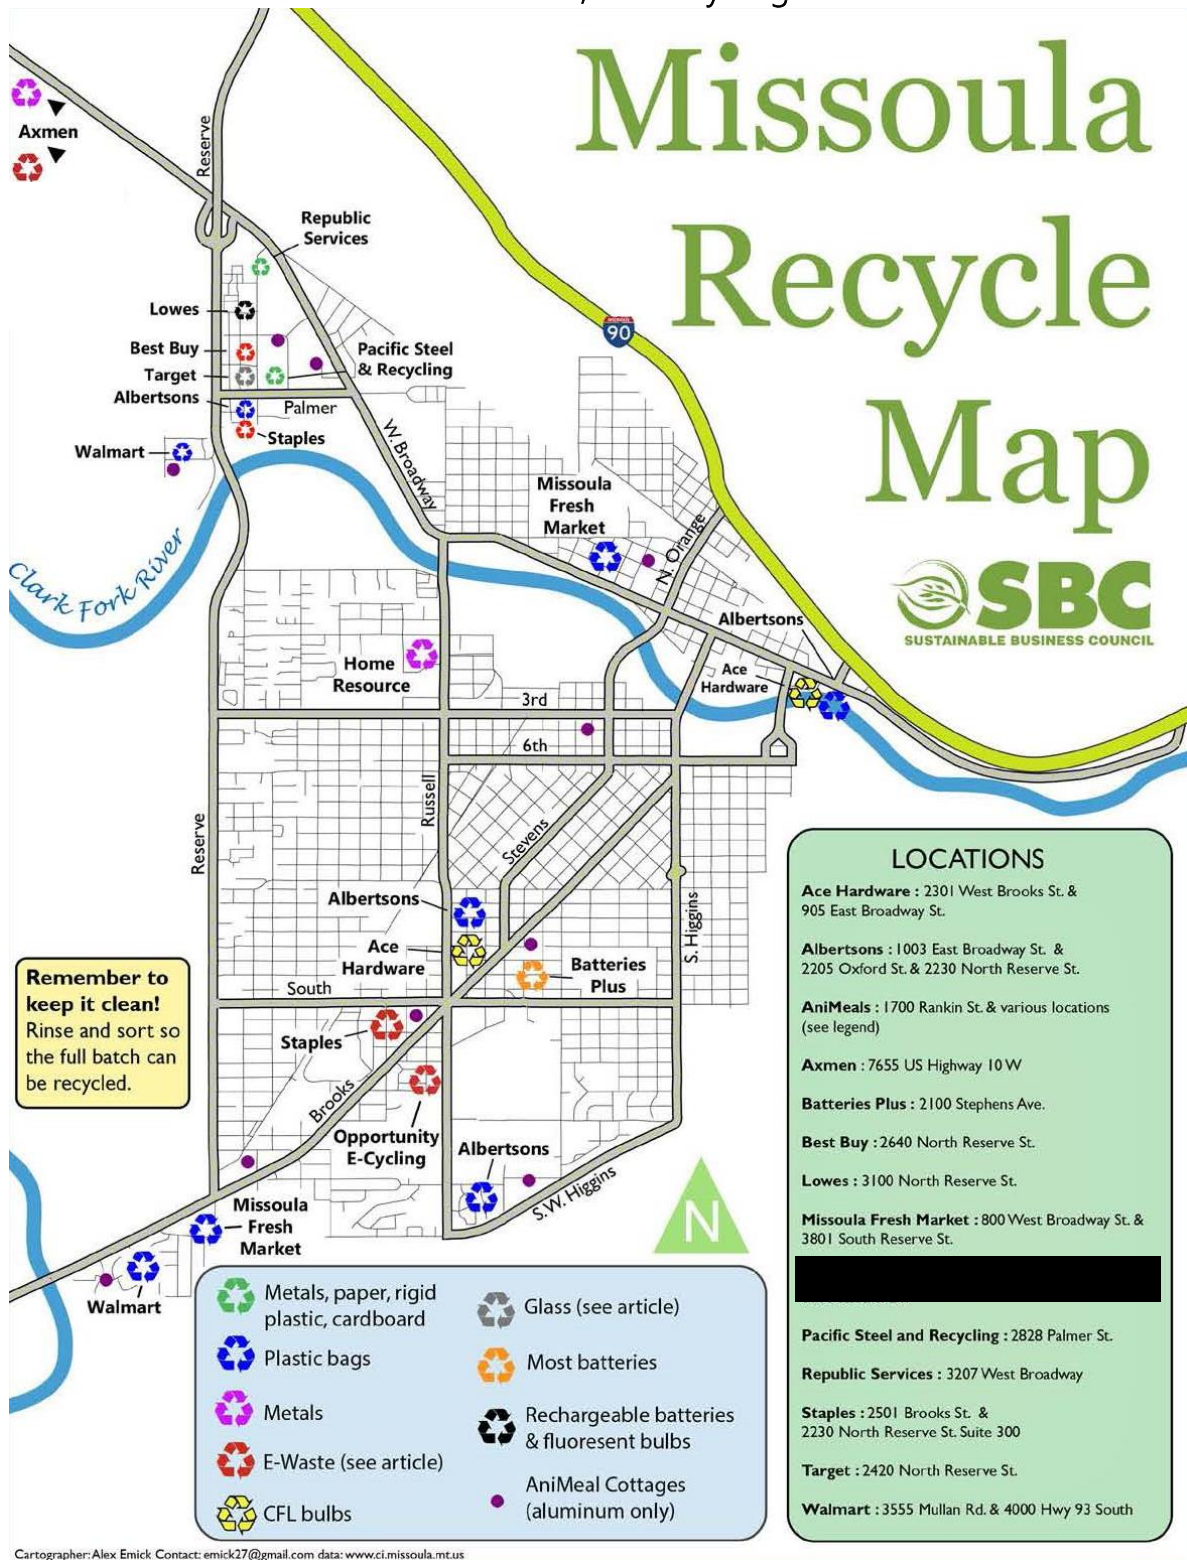 Missoula
Recycle
Map
SBC
SUSTAINABLE BUSINESS COUNCIL
90
Axmen
Reserve
Republic
Services
Lowes
Best Buy
Target
Albertsons
Pacific Steel
& Recycling
Palmer
Staples
Walmart
W. Broadway
Clark Fork River
Missoula
Fresh
Market
N. Orange
Albertsons
Ace
Hardware
Home
Resource
3rd
6th
Russell
Reserve
Stevens
S. Higgins
Albertsons
Ace
Hardware
Batteries
Plus
South
Staples
Brooks
Opportunity
E-Cycling
Albertsons
S.W. Higgins
Missoula
Fresh
Market
Walmart
N
Remember to
keep it clean!
Rinse and sort so
the full batch can
be recycled.
Metals, paper, rigid
plastic, cardboard
Plastic bags
Metals
E-Waste (see article)
CFL bulbs
Glass (see article)
Most batteries
Rechargeable batteries
& fluoresent bulbs
AniMeal Cottages
(aluminum only)
LOCATIONS
Ace Hardware : 2301 West Brooks St. &
905 East Broadway St.
Albertsons : 1003 East Broadway St. &
2205 Oxford St. & 2230 North Reserve St.
AniMeals : 1700 Rankin St. & various locations
(see legend)
Axmen : 7655 US Highway 10 W
Batteries Plus : 2100 Stephens Ave.
Best Buy : 2640 North Reserve St.
Lowes : 3100 North Reserve St.
Missoula Fresh Market : 800 West Broadway St. &
3801 South Reserve St.
Pacific Steel and Recycling : 2828 Palmer St.
Republic Services : 3207 West Broadway
Staples : 2501 Brooks St. &
2230 North Reserve St. Suite 300
Target : 2420 North Reserve St.
Walmart : 3555 Mullan Rd. & 4000 Hwy 93 South
Cartographer: Alex Emick Contact: emick27@gmail.com data: www.ci.missoula.mt.us